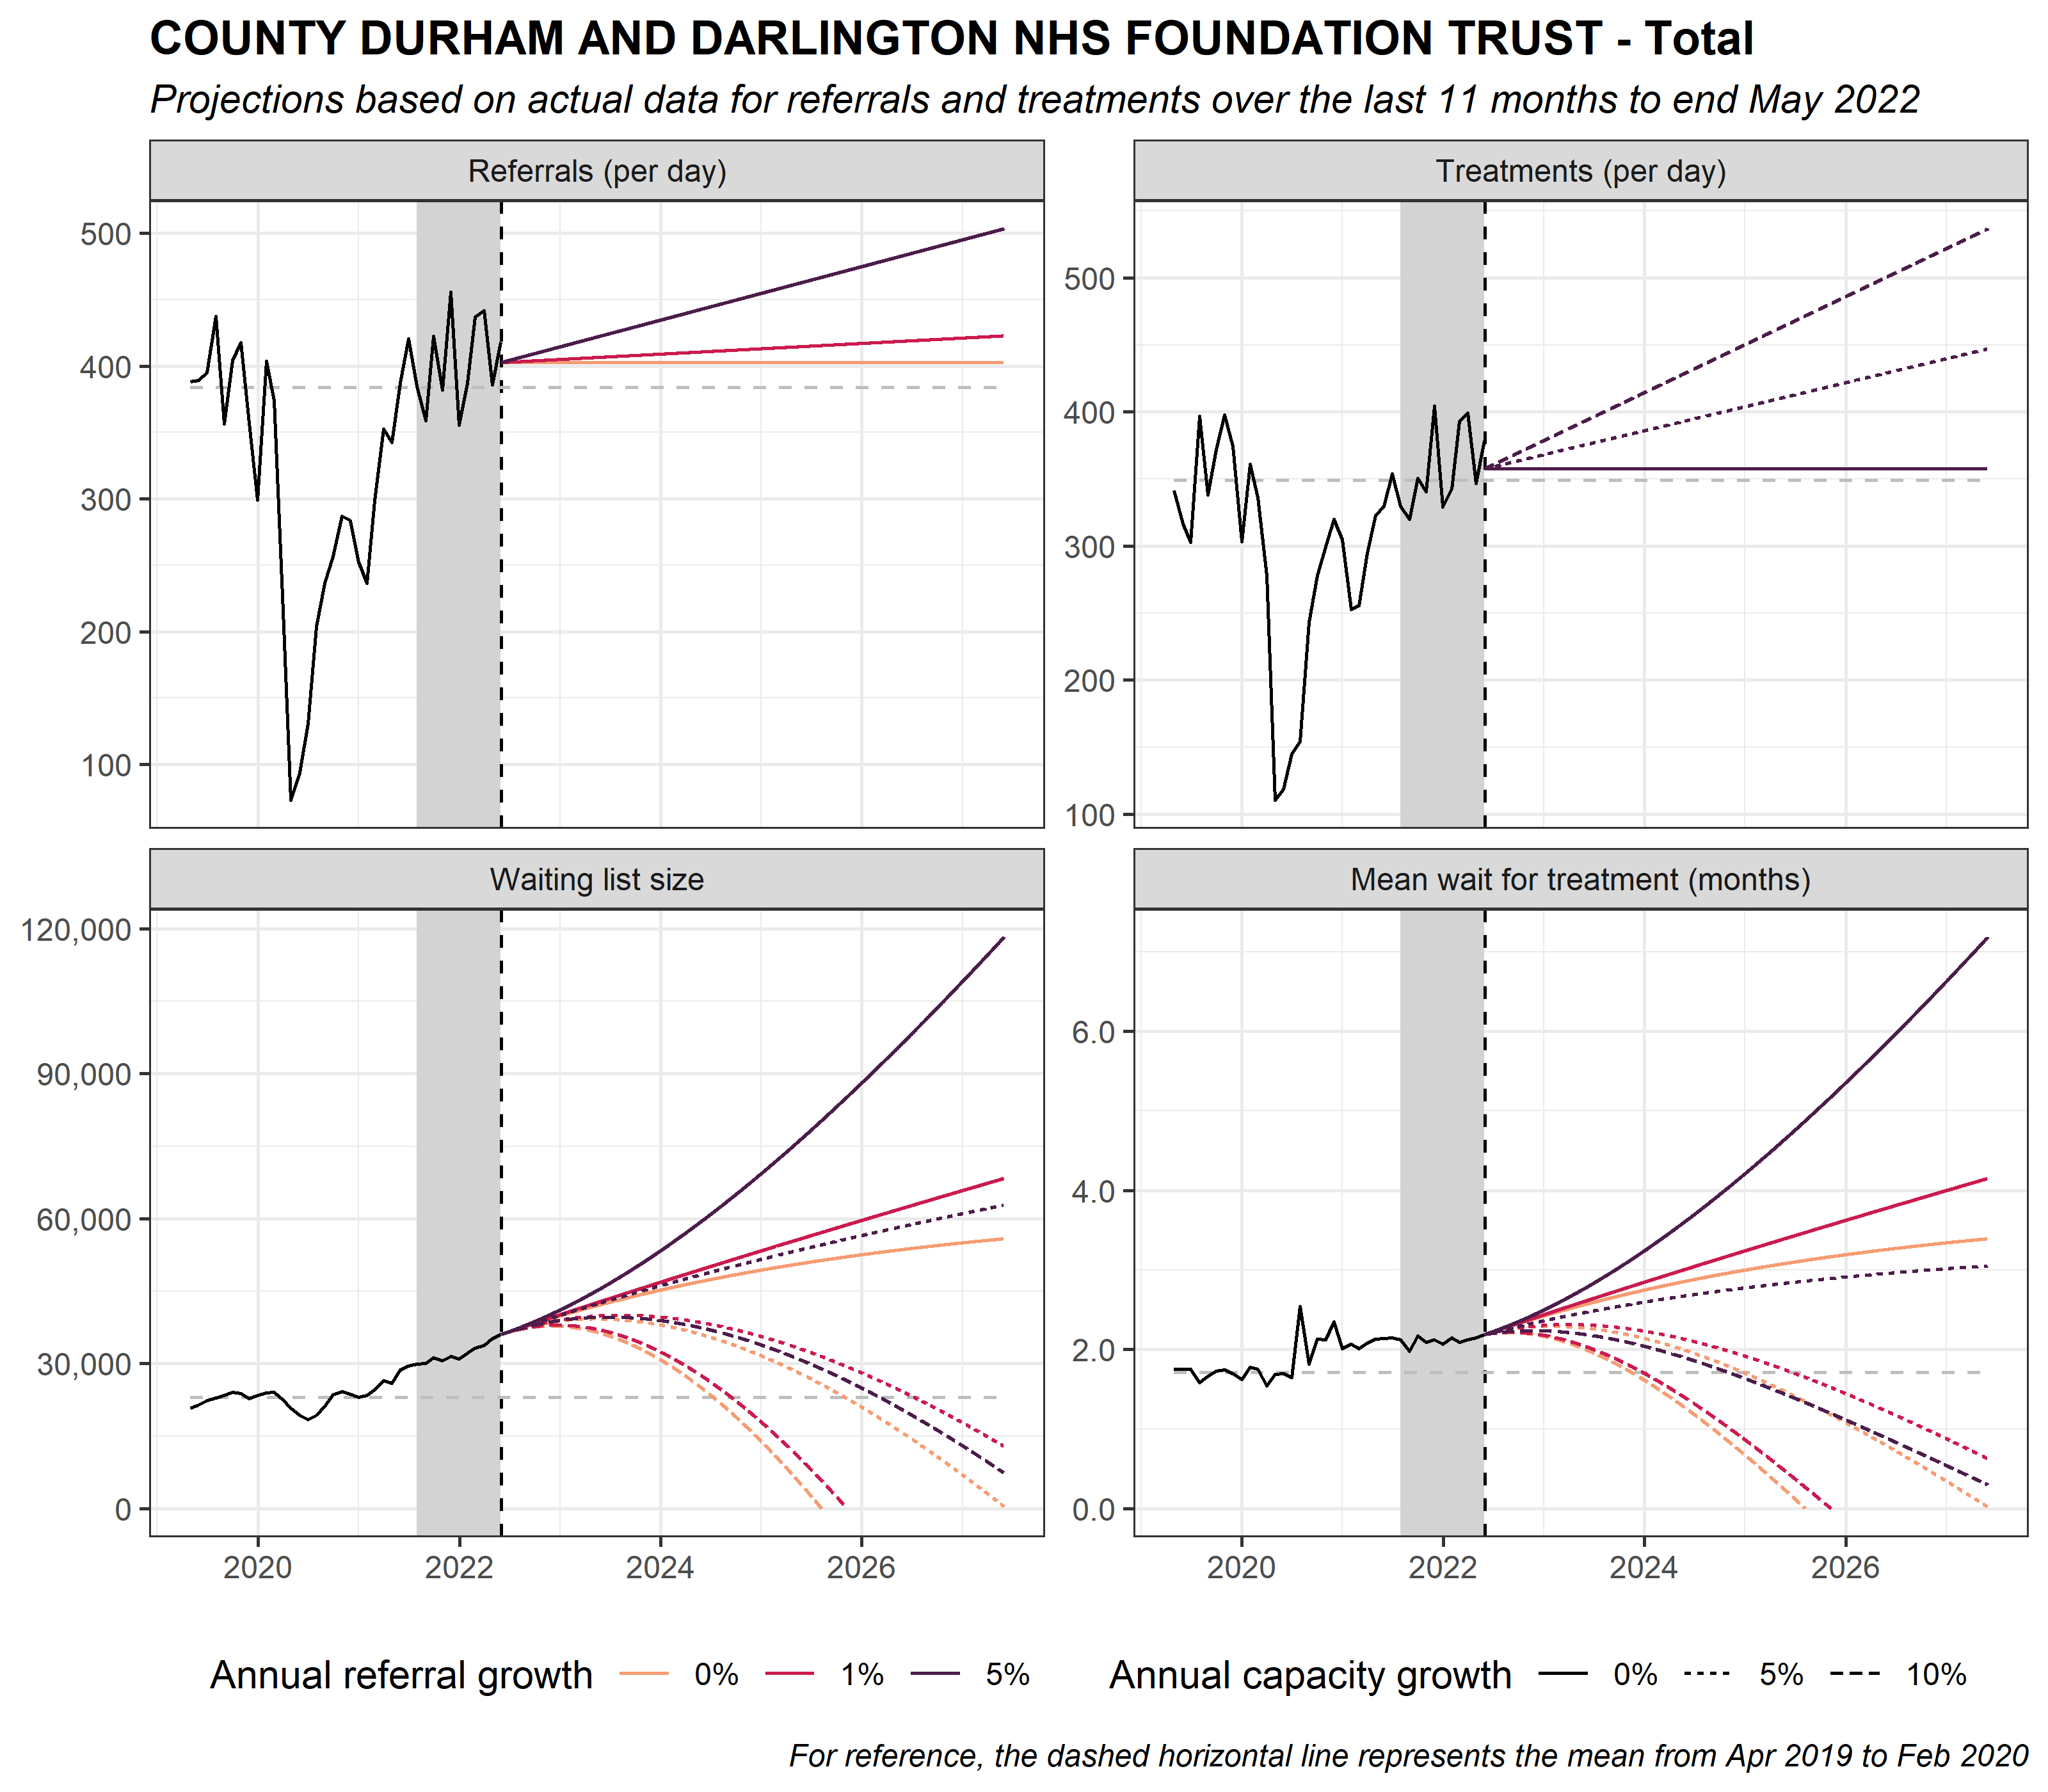 COUNTY DURHAM AND DARLINGTON NHS FOUNDATION TRUST - Total
Projections based on actual data for referrals and treatments over the last 11 months to end May 2022
Referrals (per day)
500
400
300
200
100
Treatments (per day)
500
400
300
200
100
Waiting list size
120,000
90,000
60,000
30,000
0
2020 2022 2024 2026
Mean wait for treatment (months)
6.0
4.0
2.0
0.0
2020 2022 2024 2026
Annual referral growth 0% 1% 5%
Annual capacity growth 0% 5% 10%
For reference, the dashed horizontal line represents the mean from Apr 2019 to Feb 2020